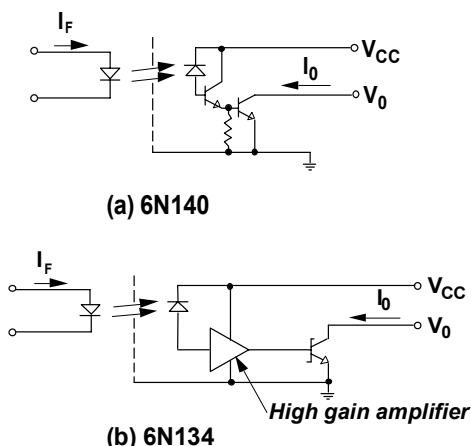 I_F
V_CC
I_0
V_0
(a) 6N140
I_F
V_CC
I_0
V_0
High gain amplifier
(b) 6N134